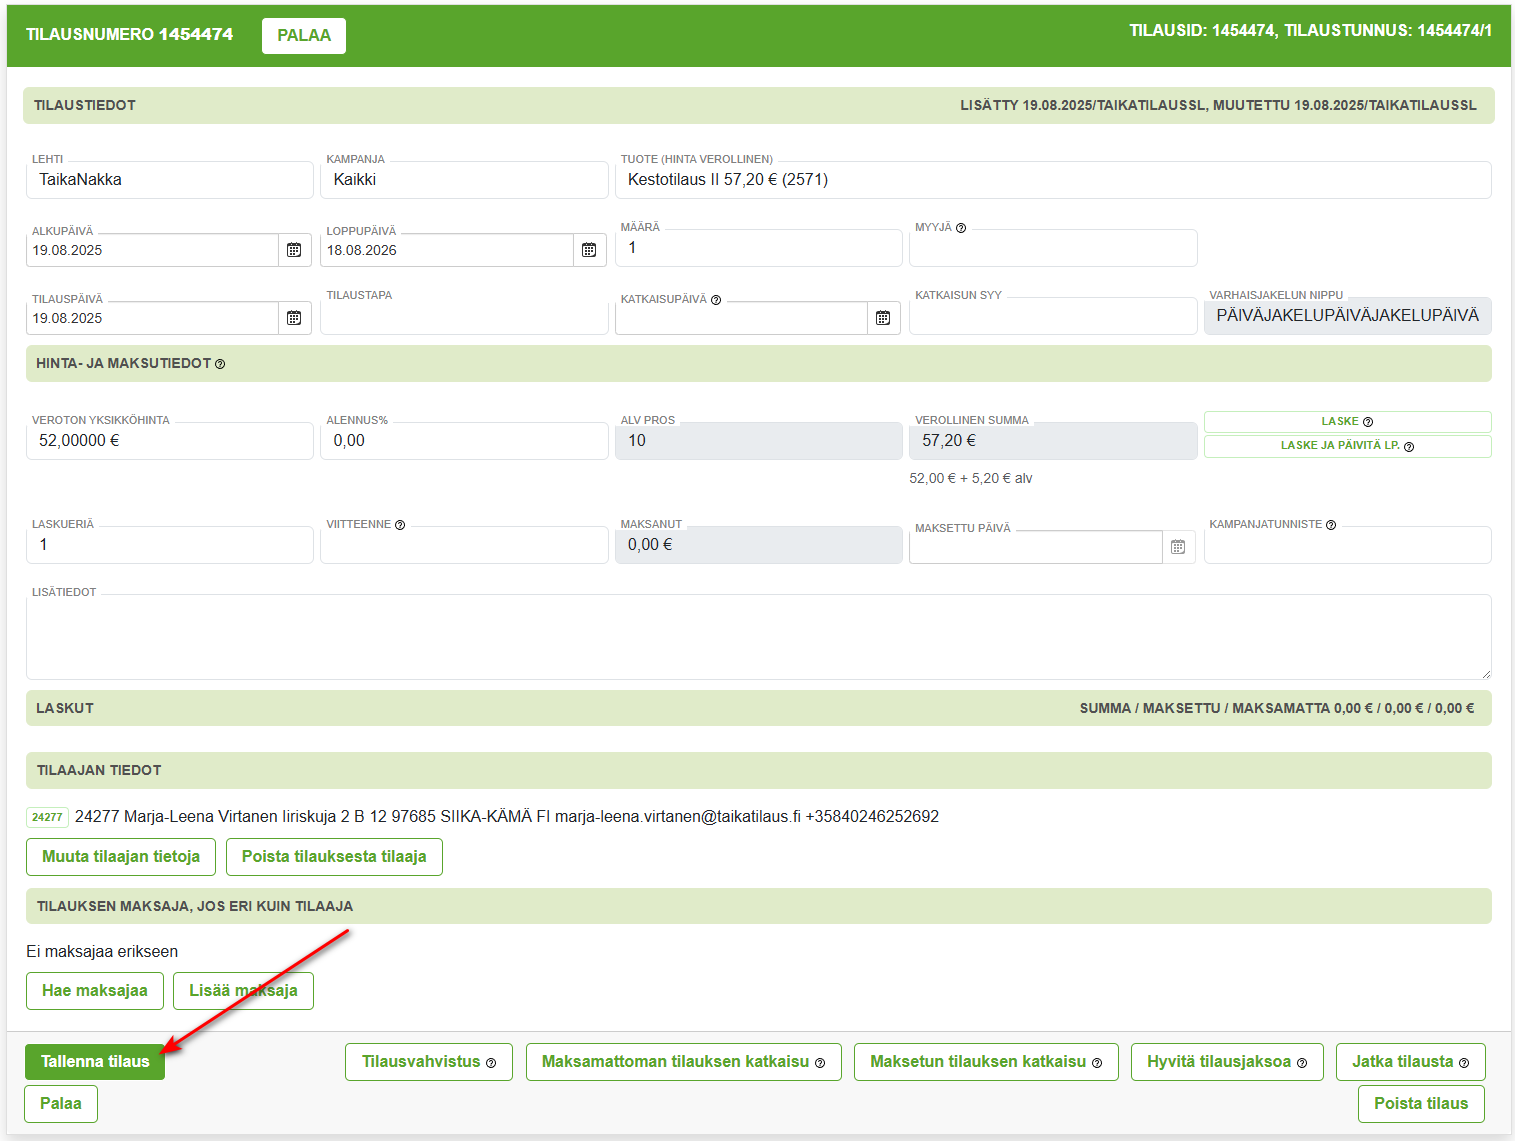 TILAUSNUMERO 1454474 PALAA TILAUSID: 1454474, TILAUSTUNNUS: 1454474/1
TILAUSTIEDOT LISÄTTY 19.08.2025/TAIKATILAUSSL, MUUTETTU 19.08.2025/TAIKATILAUSSL
LEHTI KAMPANJA TUOTE (HINTA VEROLLINEN)
TaikaNakka Kaikki Kestotilaus II 57,20 € (2571)
ALKUPÄIVÄ LOPPUPÄIVÄ MÄÄRÄ MYYJÄ
19.08.2025 18.08.2026 1
TILAUSPÄIVÄ TILAUSTAPA KATKAISUPÄIVÄ KATKAISUN SYY VARHAISJAKELUN NIPPU
19.08.2025 PÄIVÄJAKELUPÄIVÄJAKELUPÄIVÄ
HINTA- JA MAKSUTIEDOT
VEROTON YKSIKKÖHINTA ALENNUS% ALV PROS VEROLLINEN SUMMA LASKE
52,00000 € 0,00 10 57,20 € LASKE JA PÄIVITÄ LP.
52,00 € + 5,20 € alv
LASKUERIÄ VIITTEENNE MAKSANUT MAKSETTU PÄIVÄ KAMPANJATUNNISTE
1 0,00 €
LISÄTIEDOT
LASKUT SUMMA / MAKSETTU / MAKSAMATTA 0,00 € / 0,00 € / 0,00 €
TILAAJAN TIEDOT
24277 24277 Marja-Leena Virtanen Iiriskuja 2 B 12 97685 SIIKA-KÄMÄ FI marja-leena.virtanen@taikatilaus.fi +35840246252692
Muuta tilaajan tietoja Poista tilauksesta tilaaja
TILAUKSEN MAKSAJA, JOS ERI KUIN TILAAJA
Ei maksajaa erikseen
Hae maksajaa Lisää maksaja
Tallenna tilaus Tilausvahvistus Maksamattoman tilauksen katkaisu Maksetun tilauksen katkaisu Hyvitä tilausjaksoa Jatka tilausta
Palaa Poista tilaus